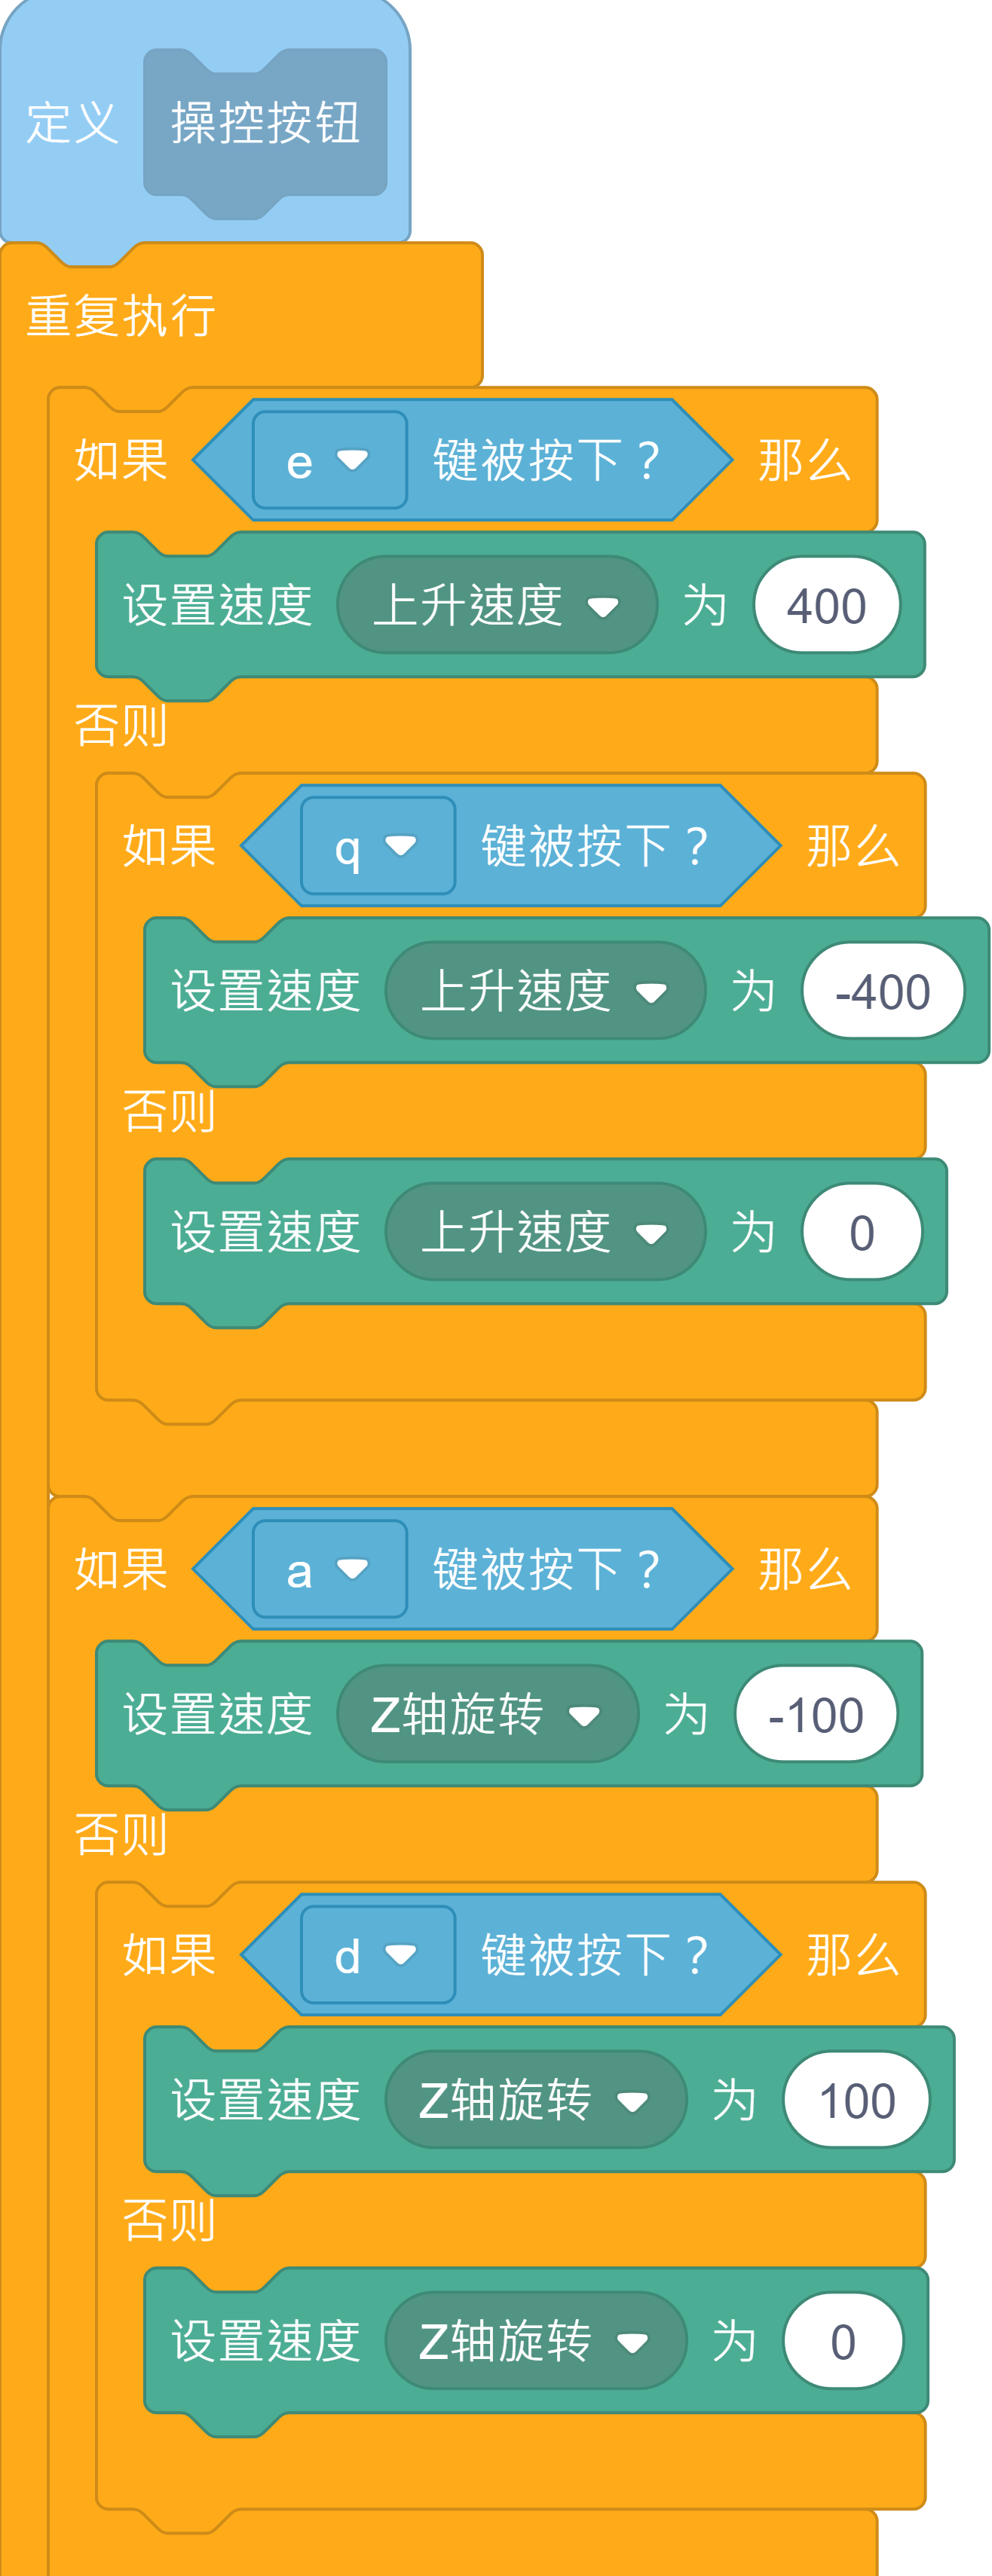 定义 操控按钮
重复执行
如果 e 键被按下？ 那么
设置速度 上升速度 为 400
否则
如果 q 键被按下？ 那么
设置速度 上升速度 为 -400
否则
设置速度 上升速度 为 0
如果 a 键被按下？ 那么
设置速度 Z轴旋转 为 -100
否则
如果 d 键被按下？ 那么
设置速度 Z轴旋转 为 100
否则
设置速度 Z轴旋转 为 0